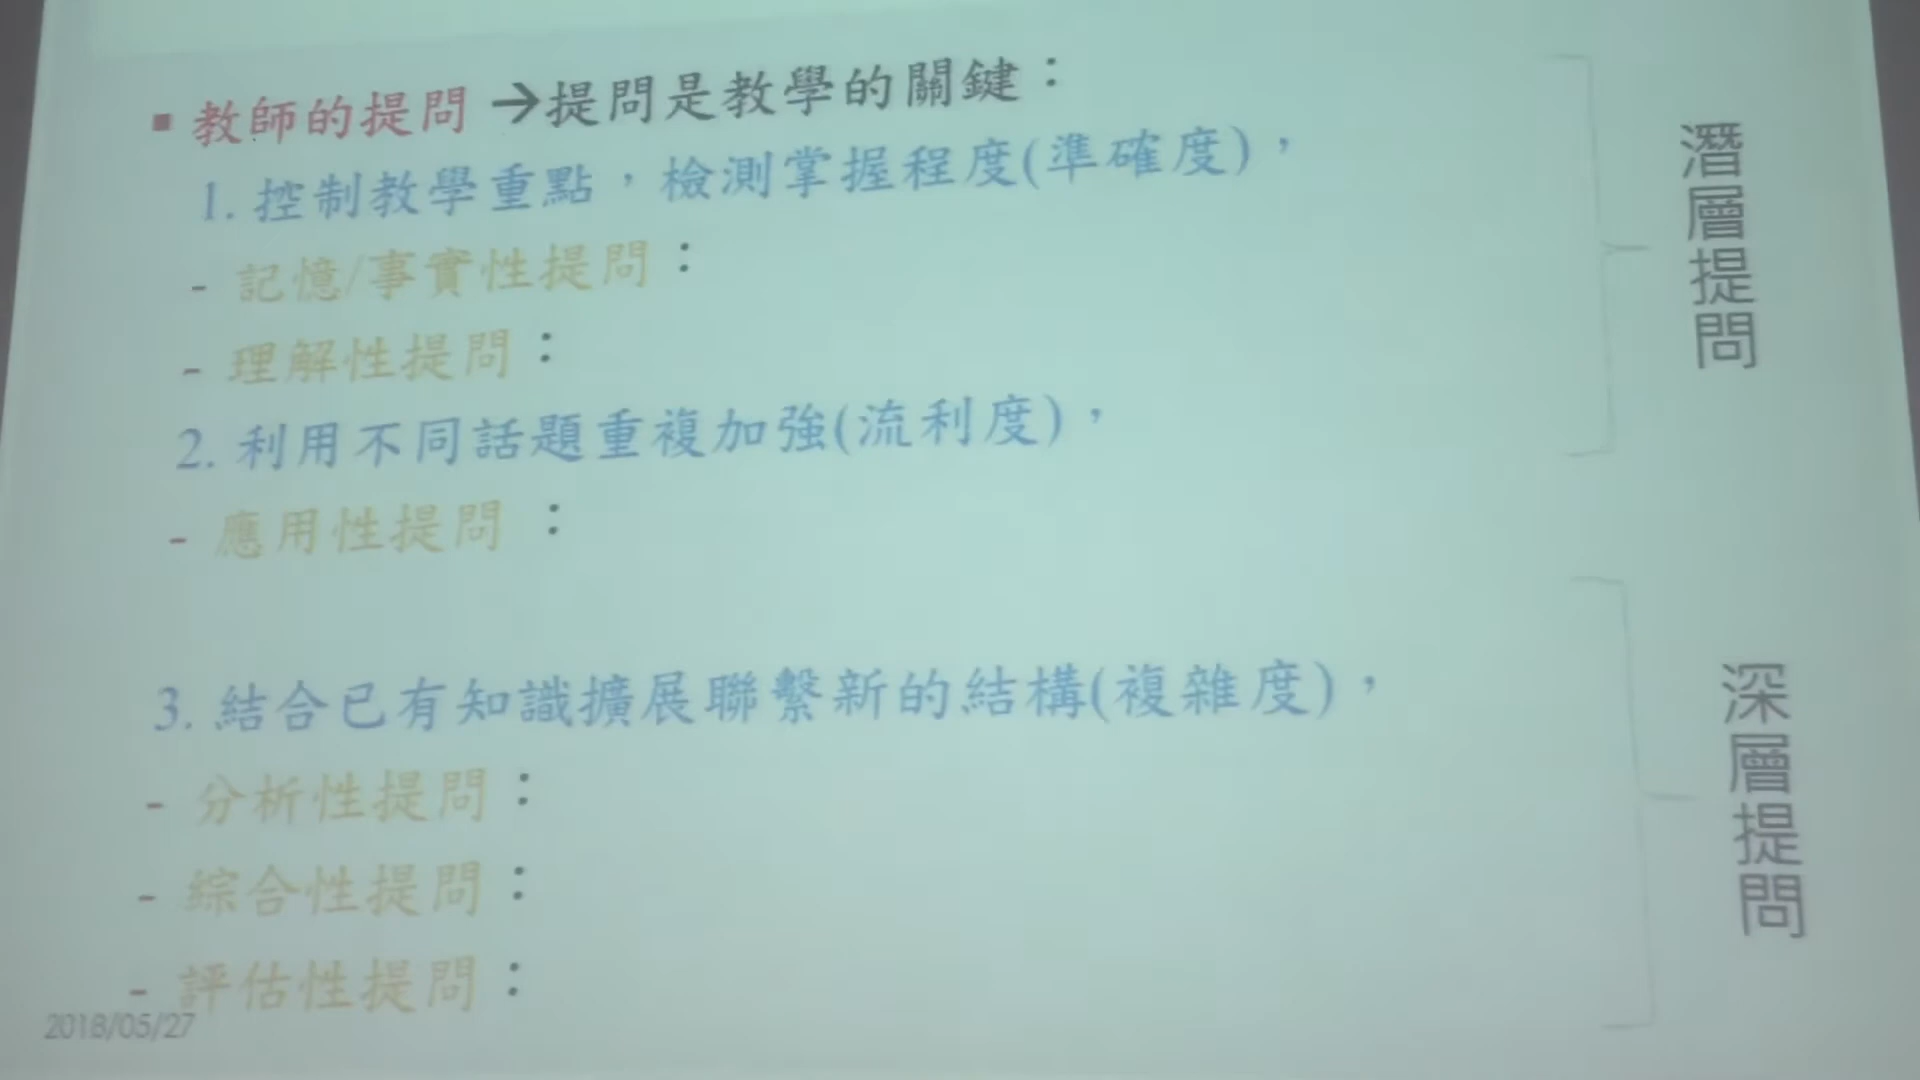 ▪ 教師的提問 →提問是教學的關鍵：
1. 控制教學重點，檢測掌握程度(準確度)，
- 記憶/事實性提問：
- 理解性提問：
2. 利用不同話題重複加強(流利度)，
- 應用性提問 ：
潛層提問
3. 結合已有知識擴展聯繫新的結構(複雜度)，
- 分析性提問：
- 綜合性提問：
- 評估性提問：
深層提問
2018/05/27